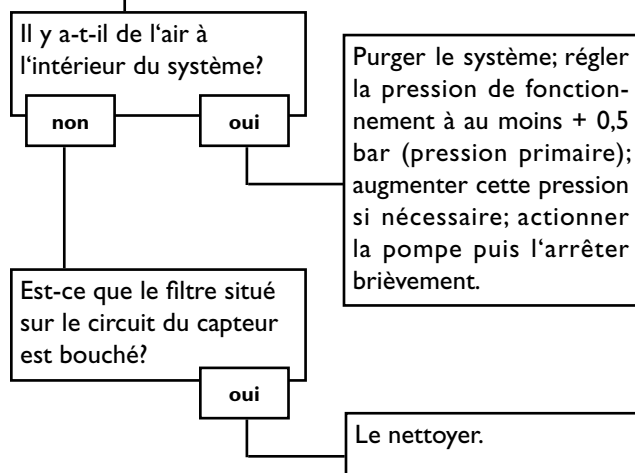 Il y a-t-il de l‘air à
l‘intérieur du système?
non
oui
Purger le système; régler
la pression de fonction-
nement à au moins + 0,5
bar (pression primaire);
augmenter cette pression
si nécessaire; actionner
la pompe puis l‘arrêter
brièvement.
Est-ce que le filtre situé
sur le circuit du capteur
est bouché?
oui
Le nettoyer.